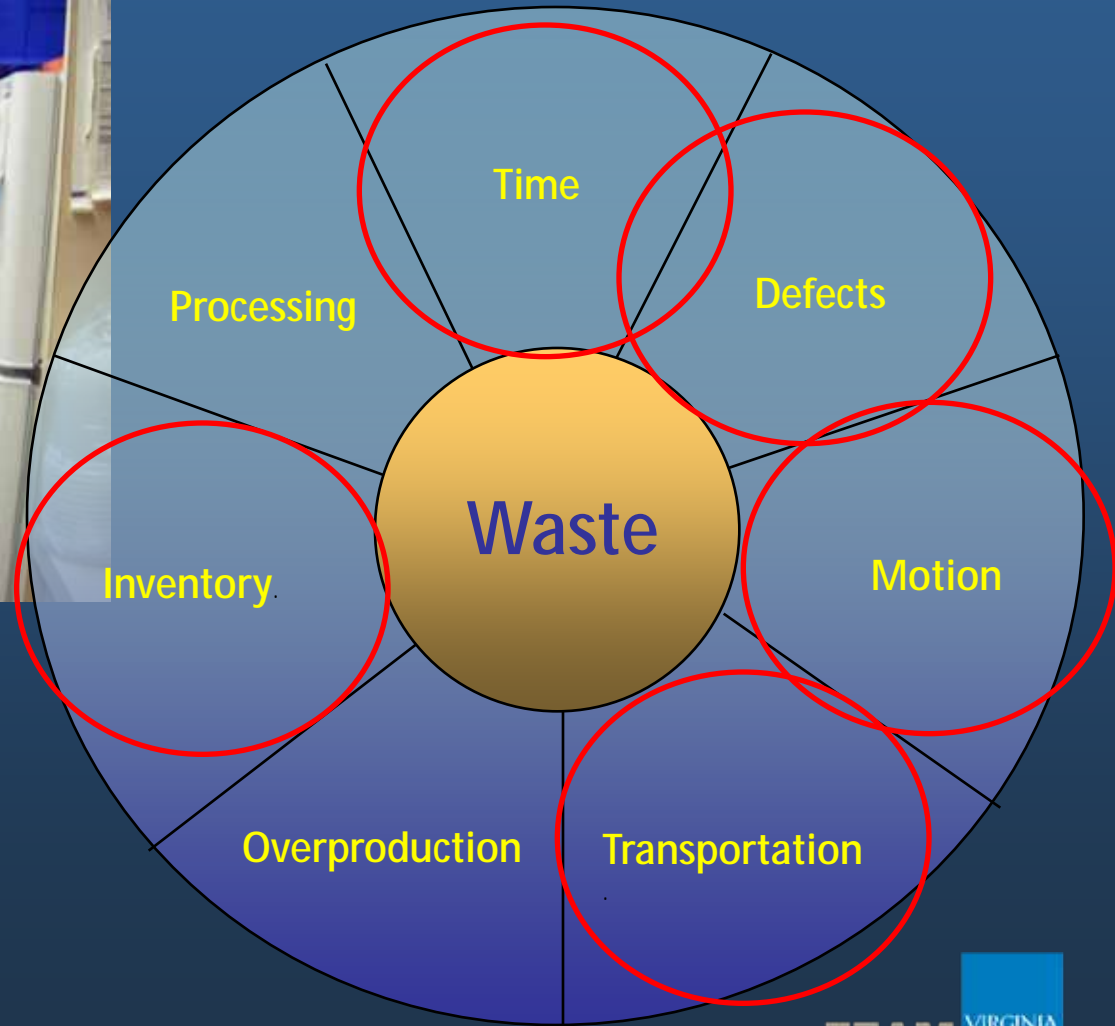 Time
Defects
Processing
Waste
Motion
Inventory.
Overproduction
Transportation
.
VIRGINIA